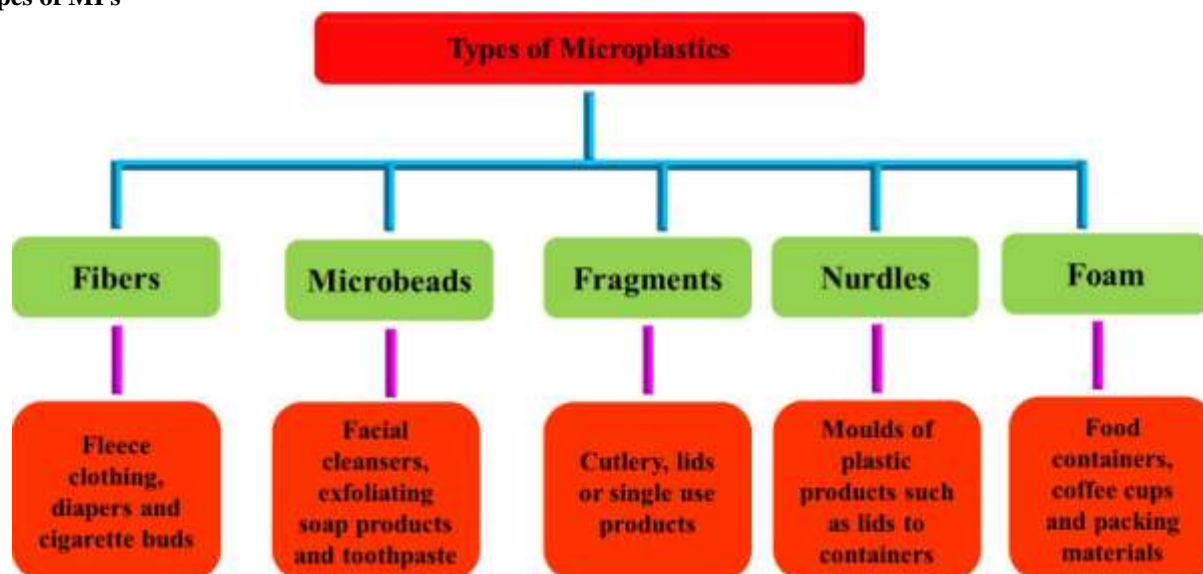 Types of Microplastics
Fibers
Microbeads
Fragments
Nurdles
Foam
Fleece
clothing,
diapers and
cigarette buds
Facial
cleansers,
exfoliating
soap products
and toothpaste
Cutlery, lids
or single use
products
Moulds of
plastic
products such
as lids to
containers
Food
containers,
coffee cups
and packing
materials